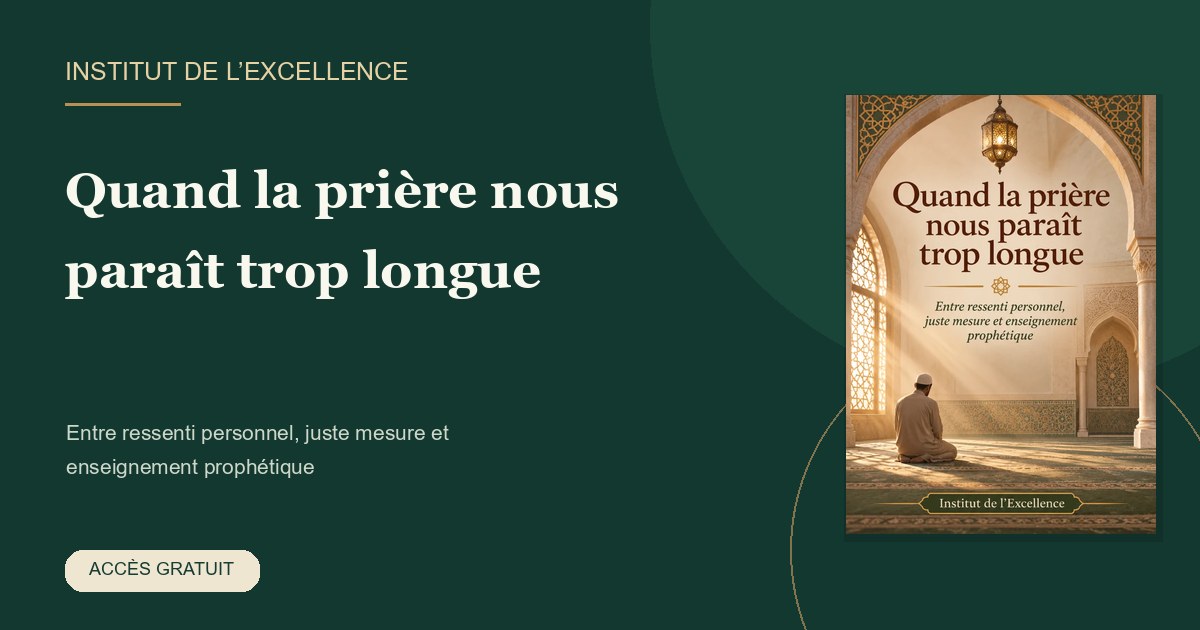 INSTITUT DE L’EXCELLENCE
Quand la prière nous
paraît trop longue
Entre ressenti personnel, juste mesure et
enseignement prophétique
ACCÈS GRATUIT
Quand la prière
nous paraît
trop longue
Entre ressenti personnel,
juste mesure et enseignement
prophétique
Institut de l’Excellence